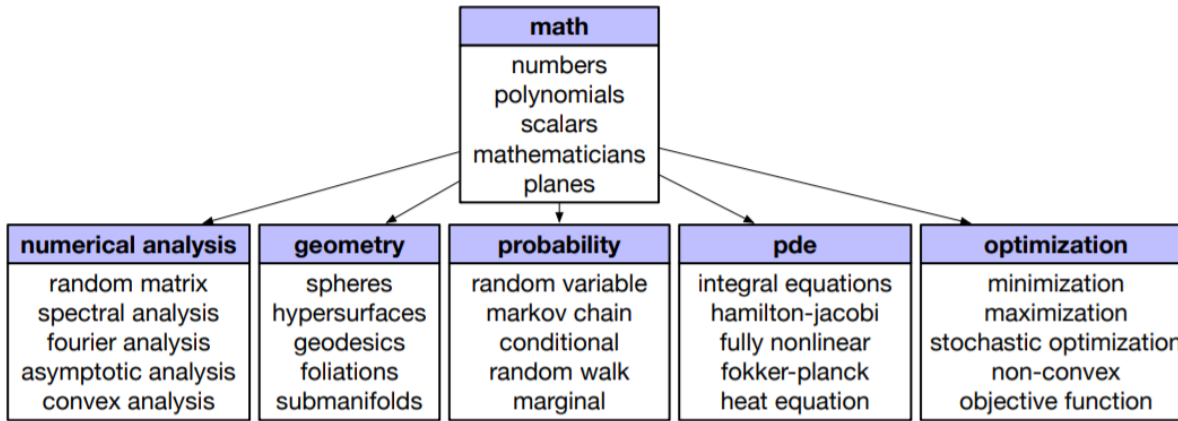 math
numbers
polynomials
scalars
mathematicians
planes
numerical analysis
random matrix
spectral analysis
fourier analysis
asymptotic analysis
convex analysis
geometry
spheres
hypersurfaces
geodesics
foliations
submanifolds
probability
random variable
markov chain
conditional
random walk
marginal
pde
integral equations
hamilton-jacobi
fully nonlinear
fokker-planck
heat equation
optimization
minimization
maximization
stochastic optimization
non-convex
objective function